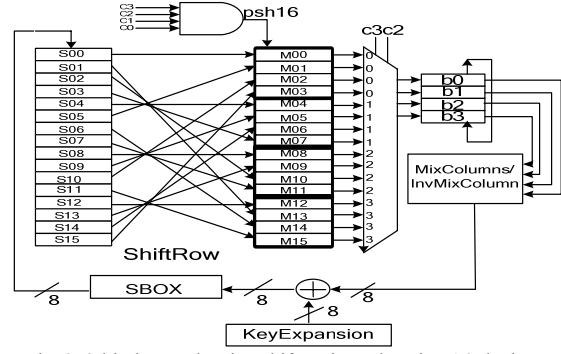 C3
C2
C1
C0
psh16
c3c2
S00
S01
S02
S03
S04
S05
S06
S07
S08
S09
S10
S11
S12
S13
S14
S15
M00
M01
M02
M03
M04
M05
M06
M07
M08
M09
M10
M11
M12
M13
M14
M15
0
0
0
0
1
1
1
1
2
2
2
2
3
3
3
3
b0
b1
b2
b3
MixColumns/
InvMixColumn
ShiftRow
SBOX
8
8
8
8
8
KeyExpansion